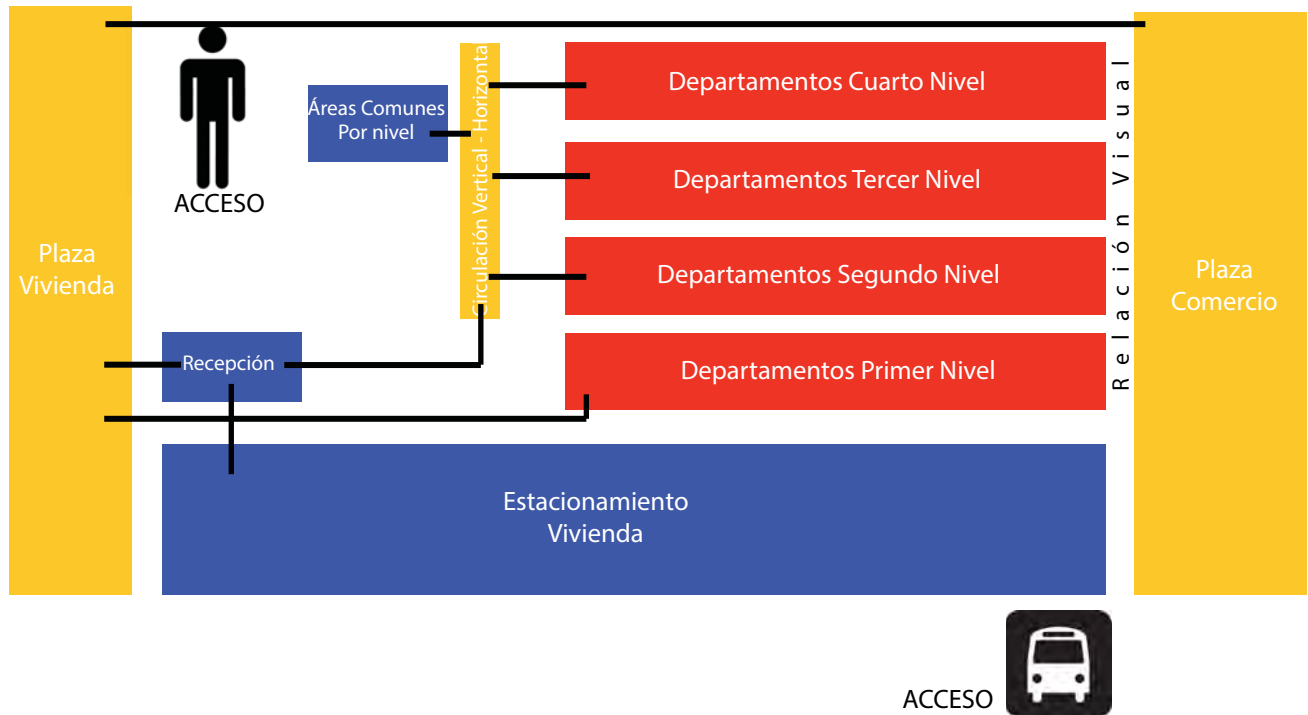 Plaza
Vivienda
ACCESO
Áreas Comunes
Por nivel
Recepción
Circulación Vertical - Horizonta
Departamentos Cuarto Nivel
Departamentos Tercer Nivel
Departamentos Segundo Nivel
Departamentos Primer Nivel
Relación Visual
Plaza
Comercio
Estacionamiento
Vivienda
ACCESO